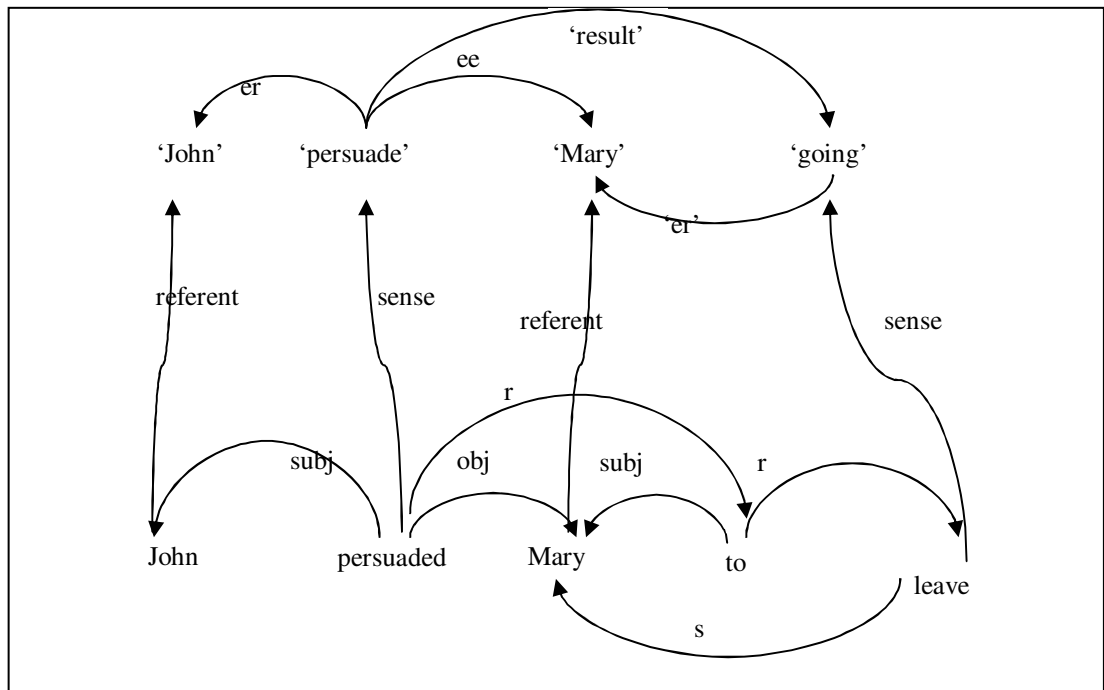 ‘result’
ee
er
‘John’ ‘persuade’ ‘Mary’ ‘going’
‘er’
referent sense referent sense
r
subj obj subj r
John persuaded Mary to leave
s